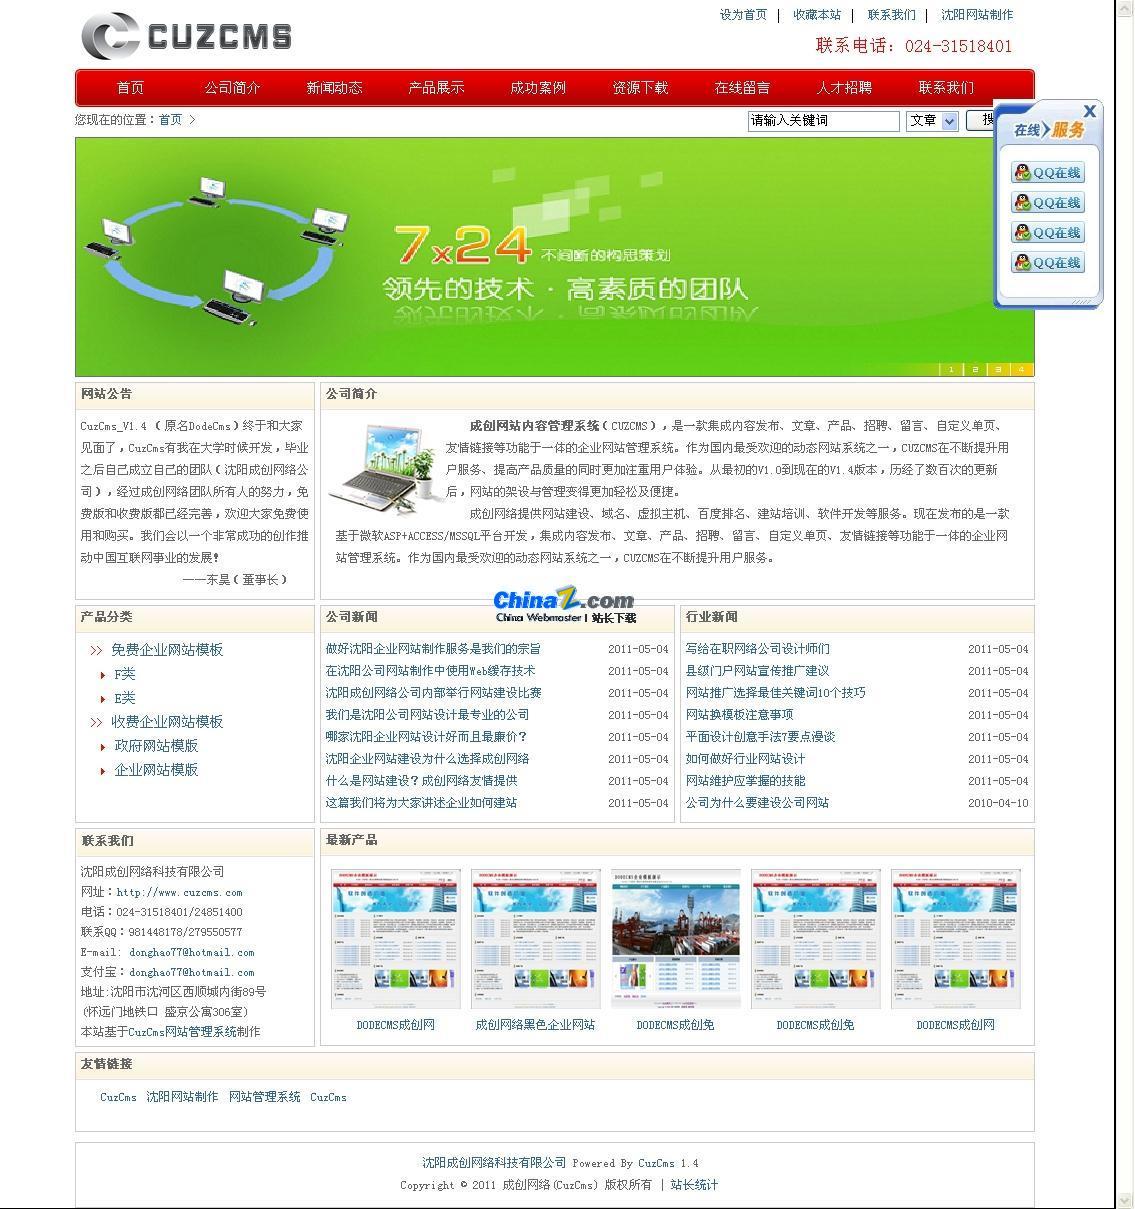 CUZCMS
设为首页 | 收藏本站 | 联系我们 | 沈阳网站制作
联系电话：024-31518401
首页 公司简介 新闻动态 产品展示 成功案例 资源下载 在线留言 人才招聘 联系我们
您现在的位置：首页 >
请输入关键词 文章 搜
X
在线 服务
QQ在线
QQ在线
QQ在线
QQ在线
7x24 不间断的构思策划
领先的技术 · 高素质的团队
1 2 3 4
网站公告
CuzCms_V1.4 （原名DodeCms）终于和大家
见面了，CuzCms有我在大学时候开发，毕业
之后自己成立自己的团队（沈阳成创网络公
司），经过成创网络团队所有人的努力，免
费版和收费版都已经完善，欢迎大家免费使
用和购买。我们会以一个非常成功的创作推
动中国互联网事业的发展！
——东昊（董事长）
公司简介
成创网站内容管理系统（CUZCMS），是一款集成内容发布、文章、产品、招聘、留言、自定义单页、
友情链接等功能于一体的企业网站管理系统。作为国内最受欢迎的动态网站系统之一，CUZCMS在不断提升用
户服务、提高产品质量的同时更加注重用户体验。从最初的V1.0到现在的V1.4版本，历经了数百次的更新
后，网站的架设与管理变得更加轻松及便捷。
成创网络提供网站建设、域名、虚拟主机、百度排名、建站培训、软件开发等服务。现在发布的是一款
基于微软ASP+ACCESS/MSSQL平台开发，集成内容发布、文章、产品、招聘、留言、自定义单页、友情链接等功能于一体的企业网
站管理系统。作为国内最受欢迎的动态网站系统之一，CUZCMS在不断提升用户服务。
ChinaZ.com
China Webmaster | 站长下载
产品分类
>> 免费企业网站模板
F类
E类
>> 收费企业网站模板
政府网站模版
企业网站模版
公司新闻
做好沈阳企业网站制作服务是我们的宗旨 2011-05-04
在沈阳公司网站制作中使用Web缓存技术 2011-05-04
沈阳成创网络公司内部举行网站建设比赛 2011-05-04
我们是沈阳公司网站设计最专业的公司 2011-05-04
哪家沈阳企业网站设计好而且最廉价？ 2011-05-04
沈阳企业网站建设为什么选择成创网络 2011-05-04
什么是网站建设？成创网络友情提供 2011-05-04
这篇我们将为大家讲述企业如何建站 2011-05-04
行业新闻
写给在职网络公司设计师们 2011-05-04
县级门户网站宣传推广建议 2011-05-04
网站推广选择最佳关键词10个技巧 2011-05-04
网站换模板注意事项 2011-05-04
平面设计创意手法7要点漫谈 2011-05-04
如何做好行业网站设计 2011-05-04
网站维护应掌握的技能 2011-05-04
公司为什么要建设公司网站 2010-04-10
联系我们
沈阳成创网络科技有限公司
网址：http://www.cuzcms.com
电话：024-31518401/24851400
联系QQ：981448178/279550577
E-mail: donghao77@hotmail.com
支付宝：donghao77@hotmail.com
地址:沈阳市沈河区西顺城内街89号
(怀远门地铁口 盛京公寓306室)
本站基于CuzCms网站管理系统制作
最新产品
DODECMS成创网 成创网络黑色企业网站 DODECMS成创免 DODECMS成创免 DODECMS成创网
友情链接
CuzCms 沈阳网站制作 网站管理系统 CuzCms
沈阳成创网络科技有限公司 Powered By CuzCms 1.4
Copyright © 2011 成创网络(CuzCms) 版权所有 | 站长统计